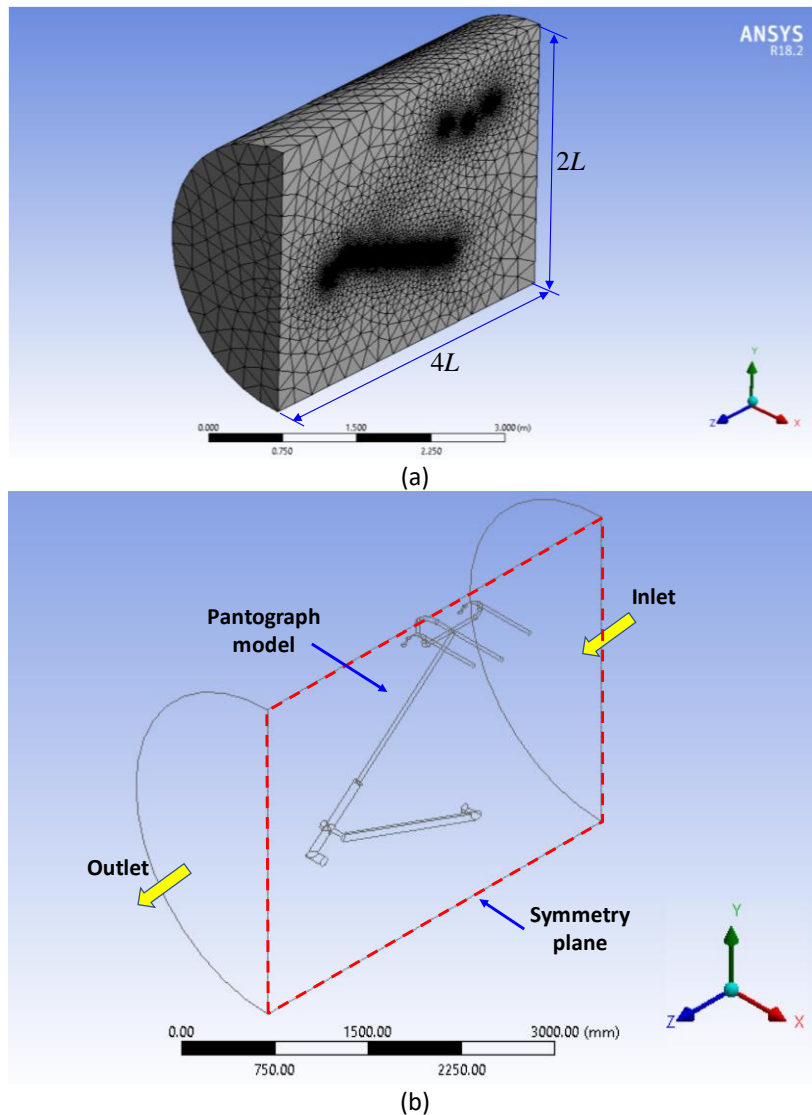 ANSYS
R18.2
2L
4L
Y
Z
X
0.000
1.500
3.000 (m)
0.750
2.250
(a)
Inlet
Pantograph
model
Outlet
Symmetry
plane
Y
Z
X
0.00
1500.00
3000.00 (mm)
750.00
2250.00
(b)